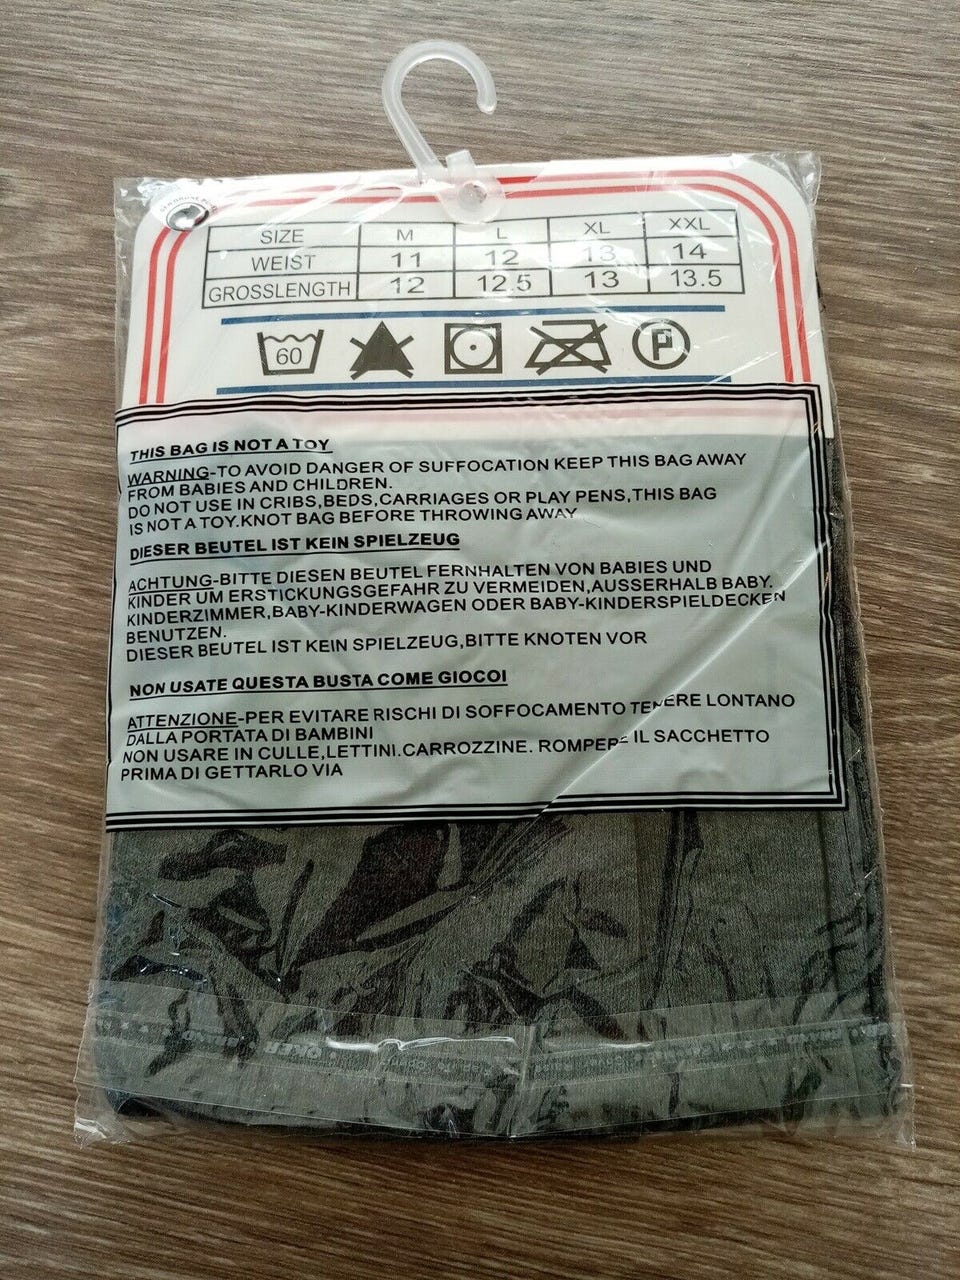 SIZE M L XL XXL
WEIST 11 12 13 14
GROSSLENGTH 12 12.5 13 13.5
60 P
THIS BAG IS NOT A TOY
WARNING-TO AVOID DANGER OF SUFFOCATION KEEP THIS BAG AWAY
FROM BABIES AND CHILDREN.
DO NOT USE IN CRIBS,BEDS,CARRIAGES OR PLAY PENS,THIS BAG
IS NOT A TOY.KNOT BAG BEFORE THROWING AWAY
DIESER BEUTEL IST KEIN SPIELZEUG
ACHTUNG-BITTE DIESEN BEUTEL FERNHALTEN VON BABIES UND
KINDER UM ERSTICKUNGSGEFAHR ZU VERMEIDEN,AUSSERHALB BABY.
KINDERZIMMER,BABY-KINDERWAGEN ODER BABY-KINDERSPIELDECKEN
BENUTZEN.
DIESER BEUTEL IST KEIN SPIELZEUG,BITTE KNOTEN VOR
NON USATE QUESTA BUSTA COME GIOCOI
ATTENZIONE-PER EVITARE RISCHI DI SOFFOCAMENTO TENERE LONTANO
DALLA PORTATA DI BAMBINI
NON USARE IN CULLE,LETTINI.CARROZZINE. ROMPERE IL SACCHETTO
PRIMA DI GETTARLO VIA